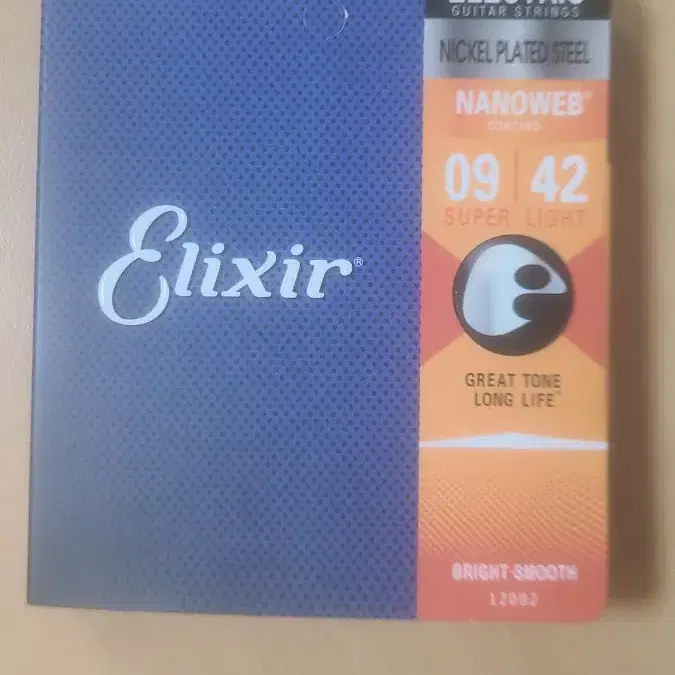 Elixir®
ELECTRIC
GUITAR STRINGS
NICKEL PLATED STEEL
NANOWEB®
COATING
09 | 42
SUPER LIGHT
GREAT TONE
LONG LIFE™
BRIGHT·SMOOTH
12002